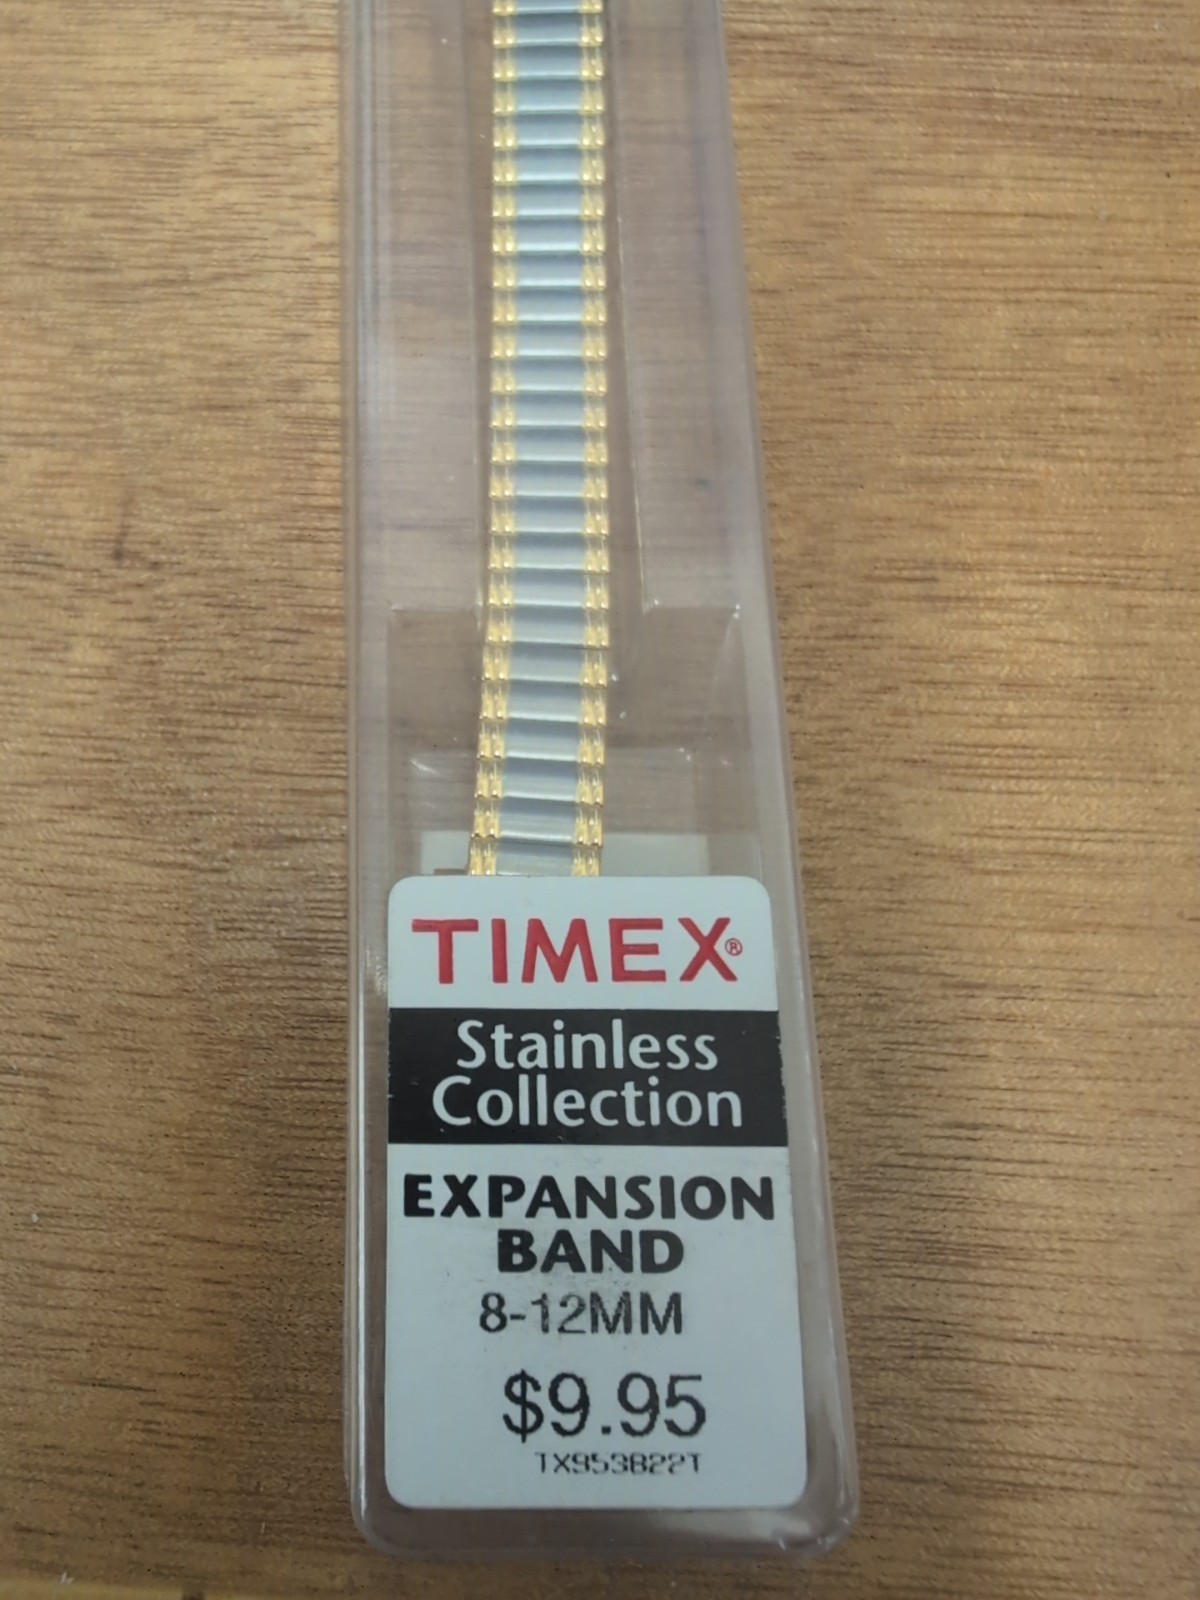 TIMEX®
Stainless
Collection
EXPANSION
BAND
8-12MM
$9.95
TX953822T